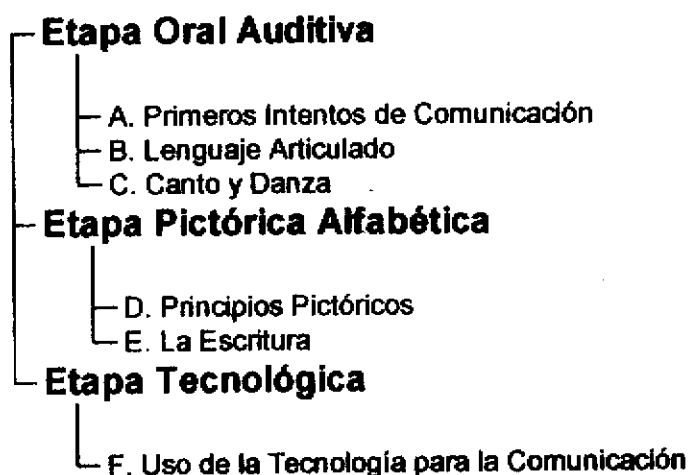 Etapa Oral Auditiva
A. Primeros Intentos de Comunicación
B. Lenguaje Articulado
C. Canto y Danza
Etapa Pictórica Alfabética
D. Principios Pictóricos
E. La Escritura
Etapa Tecnológica
F. Uso de la Tecnología para la Comunicación